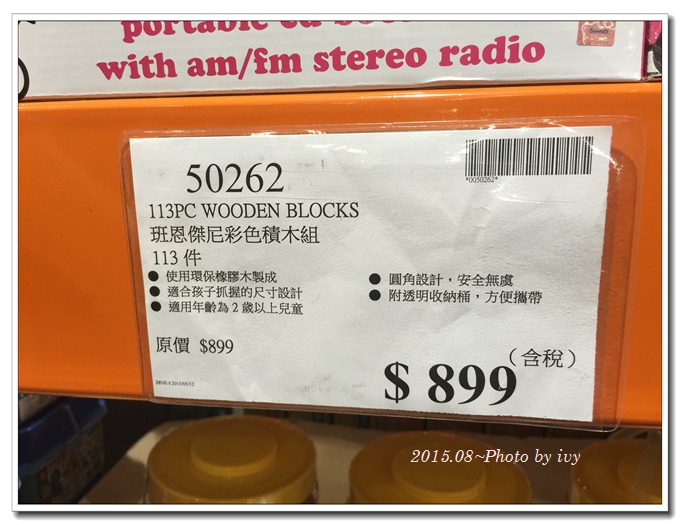 portable cd boo
with am/fm stereo radio
50262
*0050262*
113PC WOODEN BLOCKS
班恩傑尼彩色積木組
113 件
● 使用環保橡膠木製成
● 適合孩子抓握的尺寸設計
● 適用年齡為 2 歲以上兒童
● 圓角設計，安全無虞
● 附透明收納桶，方便攜帶
原價 $899
（含稅）
$ 899
2015.08~Photo by ivy